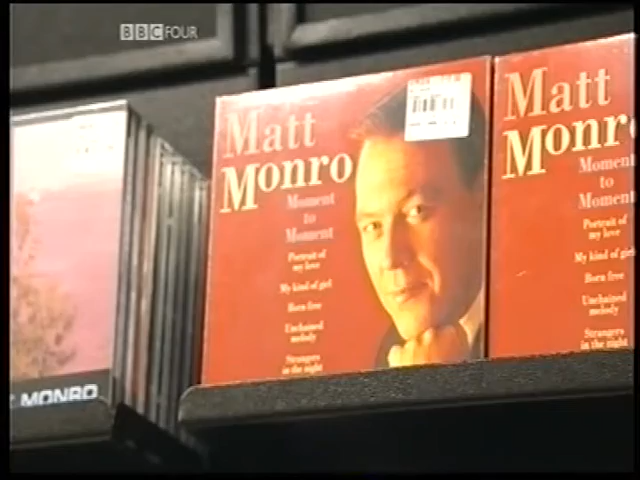 BBC FOUR
Matt
Monro
Moment
to
Moment
Portrait of
my love
My kind of girl
Born free
Unchained
melody
Strangers
in the night
Matt
Monr
Moment
to
Moment
Portrait of
my love
My kind of girl
Born free
Unchained
melody
Strangers
in the night
MONRO